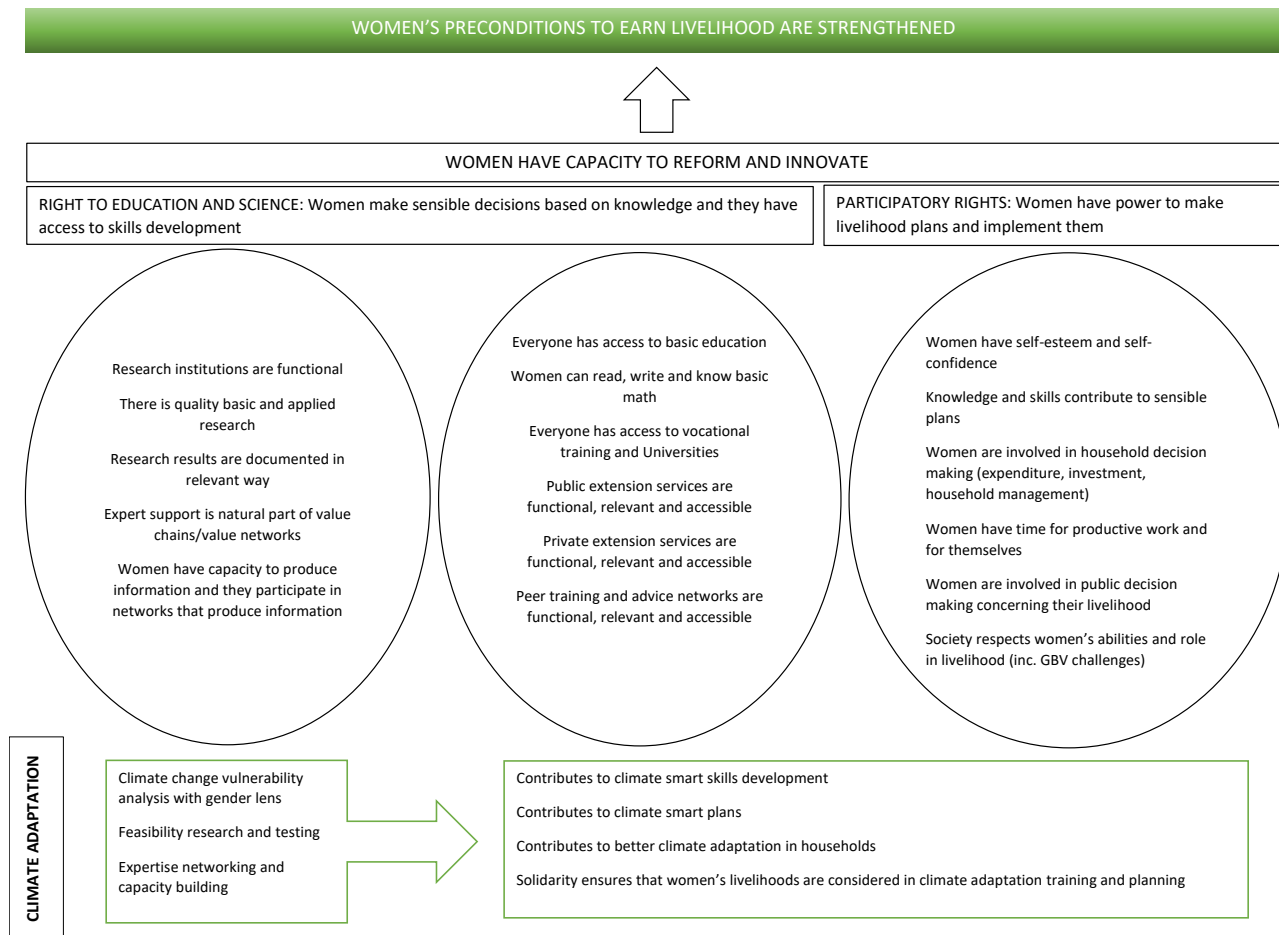 WOMEN'S PRECONDITIONS TO EARN LIVELIHOOD ARE STRENGTHENED
WOMEN HAVE CAPACITY TO REFORM AND INNOVATE
RIGHT TO EDUCATION AND SCIENCE: Women make sensible decisions based on knowledge and they have
access to skills development
PARTICIPATORY RIGHTS: Women have power to make
livelihood plans and implement them
Research institutions are functional
There is quality basic and applied
research
Research results are documented in
relevant way
Expert support is natural part of value
chains/value networks
Women have capacity to produce
information and they participate in
networks that produce information
Everyone has access to basic education
Women can read, write and know basic
math
Everyone has access to vocational
training and Universities
Public extension services are
functional, relevant and accessible
Private extension services are
functional, relevant and accessible
Peer training and advice networks are
functional, relevant and accessible
Women have self-esteem and self-
confidence
Knowledge and skills contribute to sensible
plans
Women are involved in household decision
making (expenditure, investment,
household management)
Women have time for productive work and
for themselves
Women are involved in public decision
making concerning their livelihood
Society respects women's abilities and role
in livelihood (inc. GBV challenges)
CLIMATE ADAPTATION
Climate change vulnerability
analysis with gender lens
Feasibility research and testing
Expertise networking and
capacity building
Contributes to climate smart skills development
Contributes to climate smart plans
Contributes to better climate adaptation in households
Solidarity ensures that women's livelihoods are considered in climate adaptation training and planning